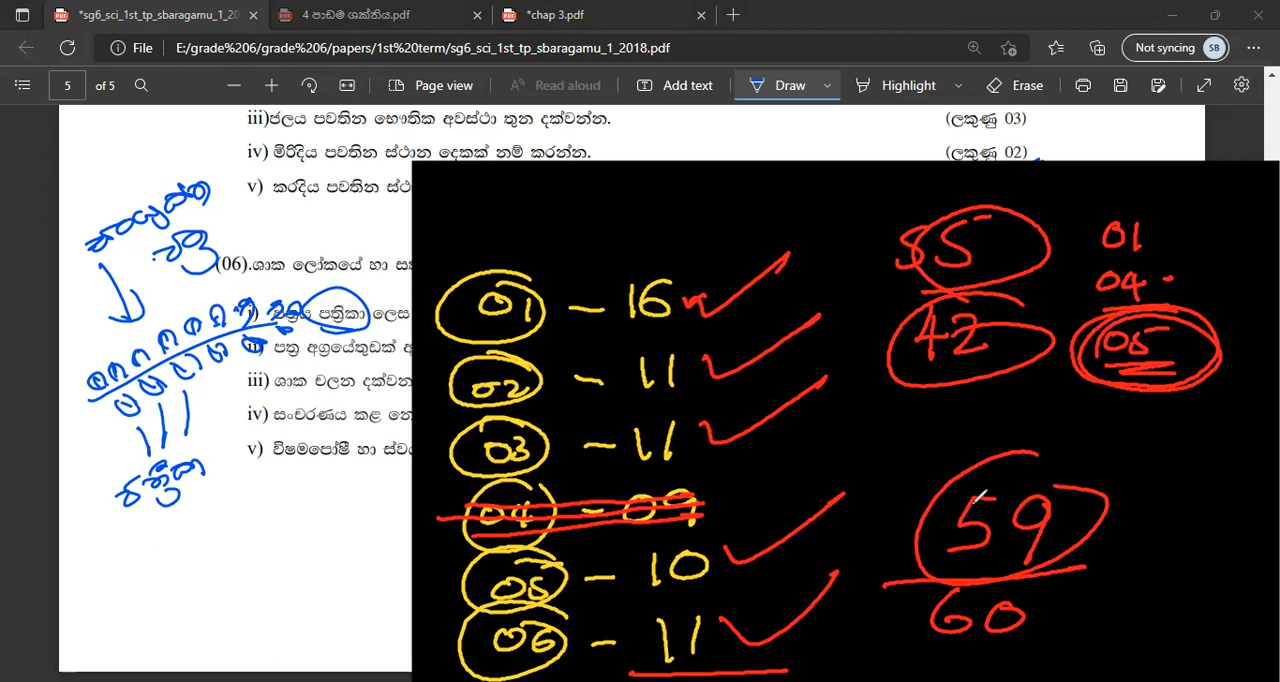 *sg6_sci_1st_tp_sbaragamu_1_20
4 පාඩම ශක්තිය.pdf
*chap 3.pdf
File
E:/grade%206/grade%206/papers/1st%20term/sg6_sci_1st_tp_sbaragamu_1_2018.pdf
Not syncing
SB
5 of 5
Page view
Read aloud
Add text
Draw
Highlight
Erase
iii)ජලය පවතින භෞතික අවස්ථා තුන දක්වන්න. (ලකුණු 03)
iv) මිරිදිය පවතින ස්ථාන දෙකක් නම් කරන්න. (ලකුණු 02)
v) කරදිය පවතින
(06).ශාක ලෝකයේ හා
i) පත්‍රිකා ලෙස
ii) පත්‍ර අග්‍රයේතුඩක්
iii) ශාක චලන
iv) සංචරණය කළ
v) විෂමපෝෂී හා
01 – 16
02 – 11
03 – 11
04 – 09
05 – 10
06 – 11
55
42
01
04
05
59
60